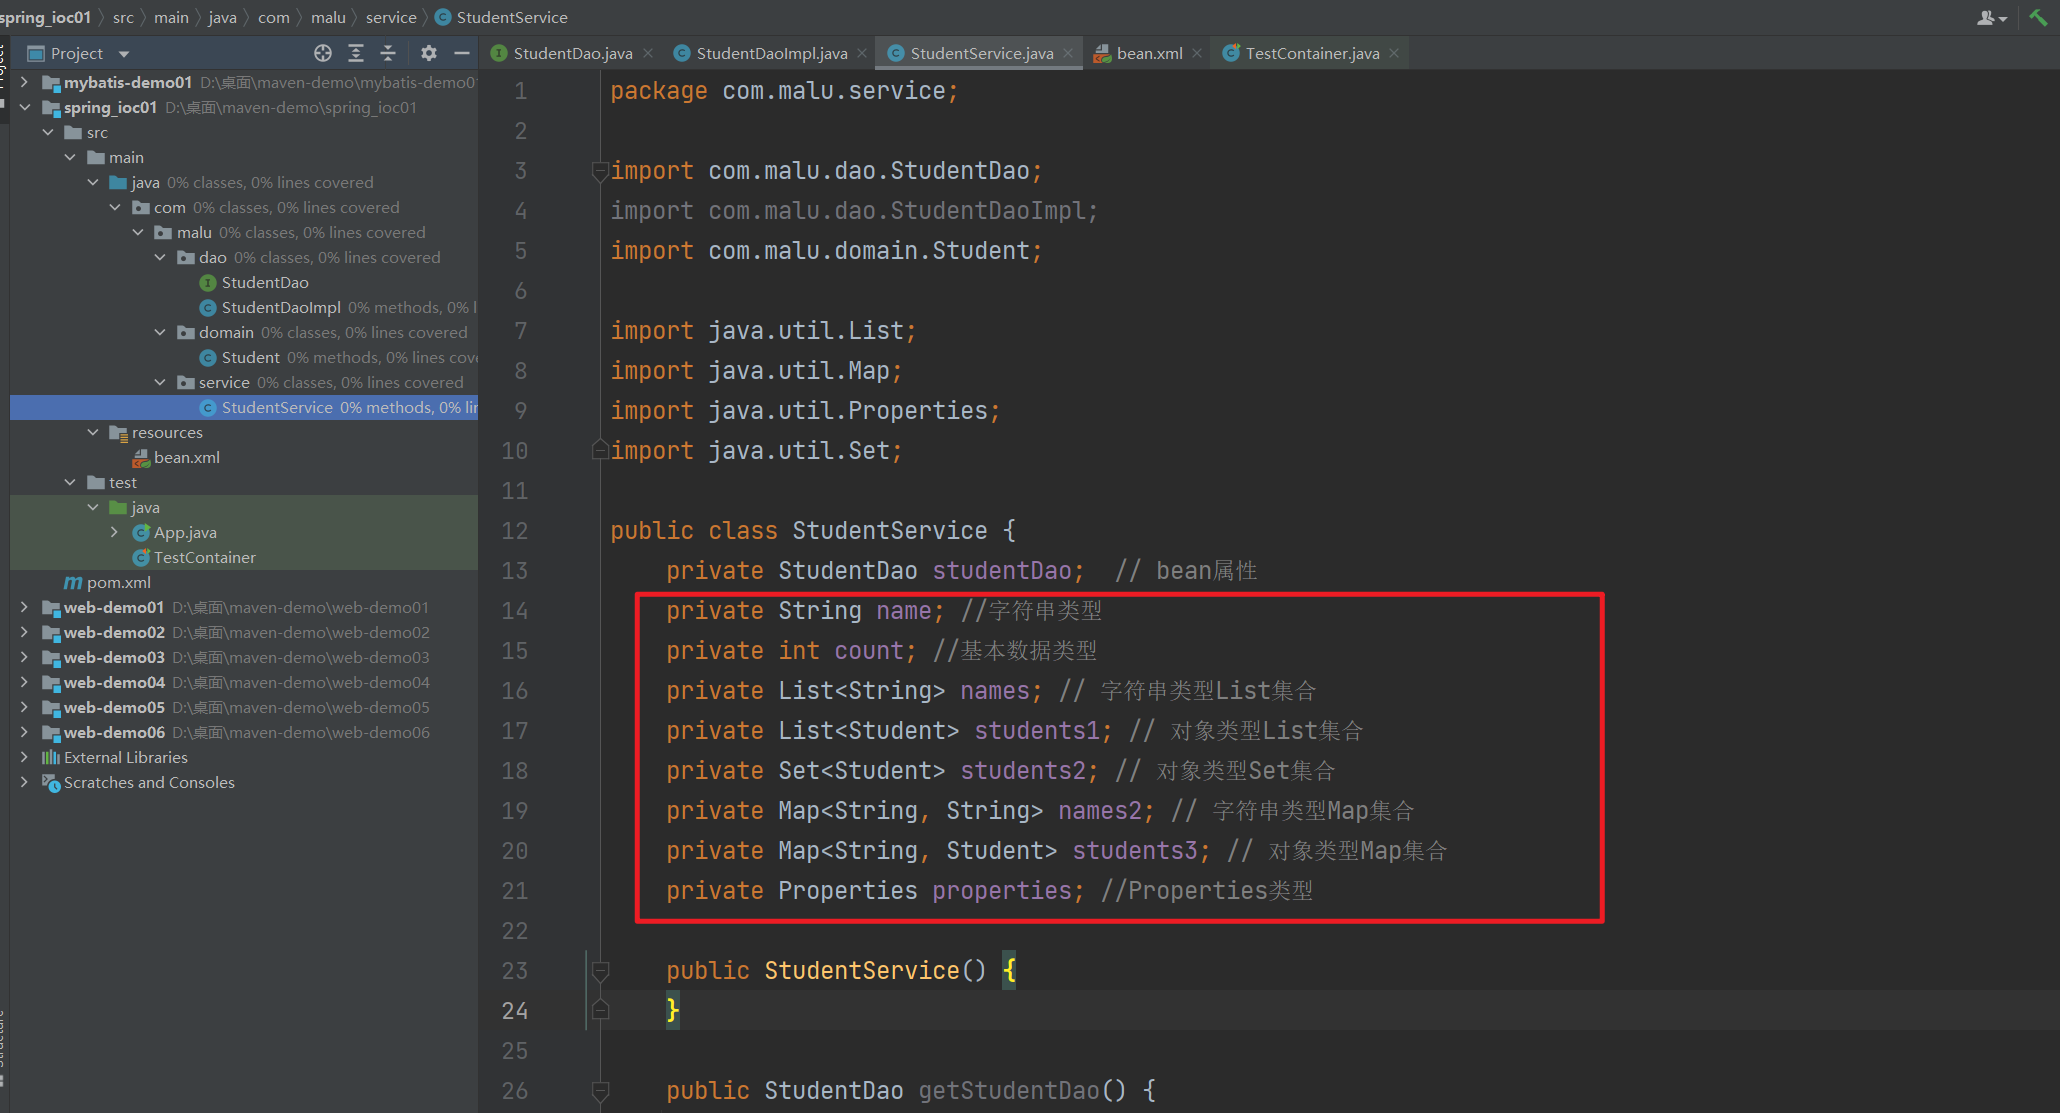 spring_ioc01 src main java com malu service StudentService
Project
StudentDao.java StudentDaoImpl.java StudentService.java bean.xml TestContainer.java
mybatis-demo01 D:\桌面\maven-demo\mybatis-demo01
spring_ioc01 D:\桌面\maven-demo\spring_ioc01
src
main
java 0% classes, 0% lines covered
com 0% classes, 0% lines covered
malu 0% classes, 0% lines covered
dao 0% classes, 0% lines covered
StudentDao
StudentDaoImpl 0% methods, 0% l
domain 0% classes, 0% lines covered
Student 0% methods, 0% lines cov
service 0% classes, 0% lines covered
StudentService 0% methods, 0% lin
resources
bean.xml
test
java
App.java
TestContainer
pom.xml
web-demo01 D:\桌面\maven-demo\web-demo01
web-demo02 D:\桌面\maven-demo\web-demo02
web-demo03 D:\桌面\maven-demo\web-demo03
web-demo04 D:\桌面\maven-demo\web-demo04
web-demo05 D:\桌面\maven-demo\web-demo05
web-demo06 D:\桌面\maven-demo\web-demo06
External Libraries
Scratches and Consoles
1 package com.malu.service;
2
3 import com.malu.dao.StudentDao;
4 import com.malu.dao.StudentDaoImpl;
5 import com.malu.domain.Student;
6
7 import java.util.List;
8 import java.util.Map;
9 import java.util.Properties;
10 import java.util.Set;
11
12 public class StudentService {
13 private StudentDao studentDao; // bean属性
14 private String name; //字符串类型
15 private int count; //基本数据类型
16 private List<String> names; // 字符串类型List集合
17 private List<Student> students1; // 对象类型List集合
18 private Set<Student> students2; // 对象类型Set集合
19 private Map<String, String> names2; // 字符串类型Map集合
20 private Map<String, Student> students3; // 对象类型Map集合
21 private Properties properties; //Properties类型
22
23 public StudentService() {
24 }
25
26 public StudentDao getStudentDao() {